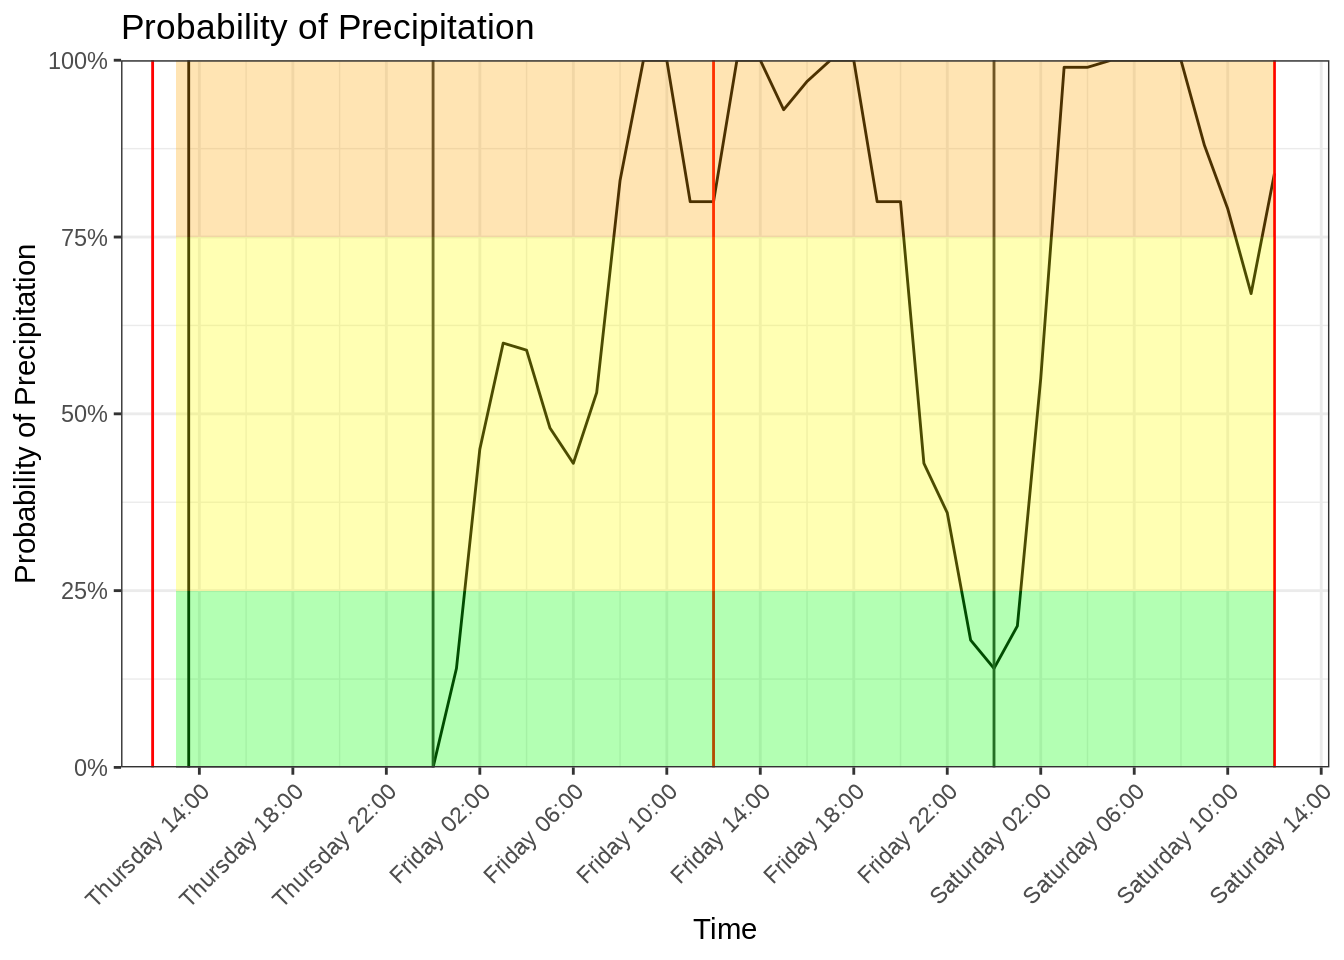 Probability of Precipitation
Probability of Precipitation
100%
75%
50%
25%
0%
Thursday 14:00
Thursday 18:00
Thursday 22:00
Friday 02:00
Friday 06:00
Friday 10:00
Friday 14:00
Friday 18:00
Friday 22:00
Saturday 02:00
Saturday 06:00
Saturday 10:00
Saturday 14:00
Time